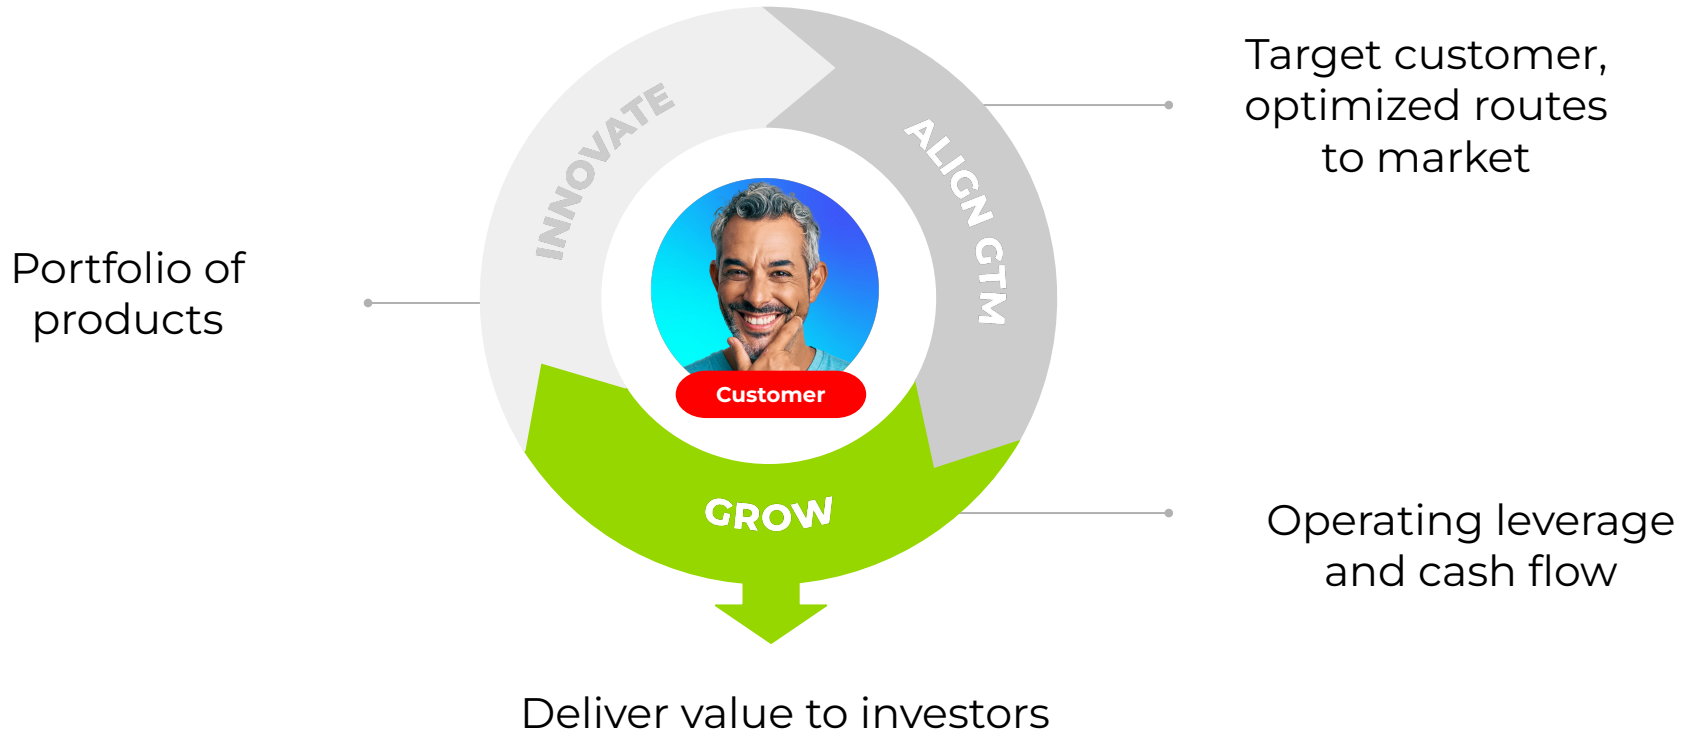 Target customer,
optimized routes
to market
INNOVATE
ALIGN GTM
Portfolio of
products
Customer
GROW
Operating leverage
and cash flow
Deliver value to investors